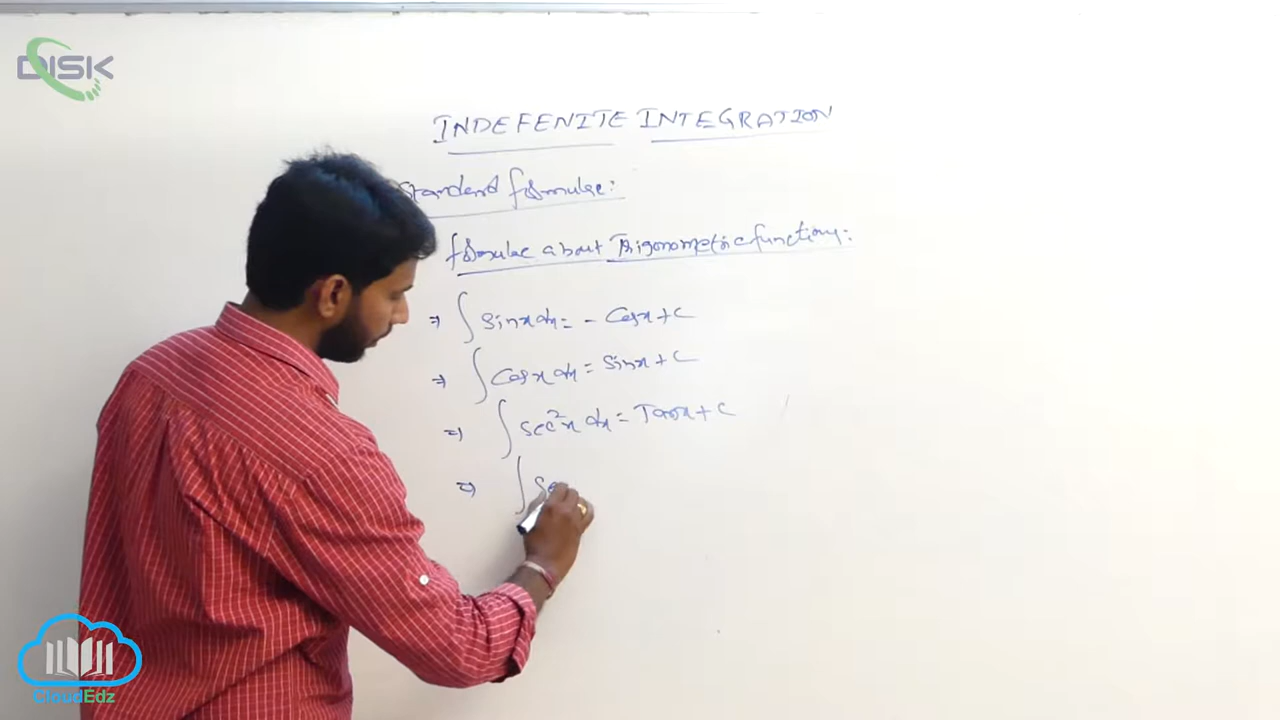 DISK
INDEFENITE INTEGRATION
Standard formulae:
formulae about Trigonometric functions:
⇒ ∫ sinx dx = - Cosx + C
⇒ ∫ Cosx dx = Sinx + C
⇒ ∫ sec²x dx = Tanx + C
⇒ ∫ Se
CloudEdz